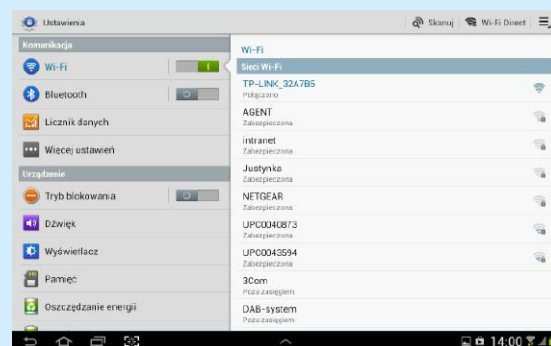 Ustawienia
Skanuj
Wi-Fi Direct
Komunikacja
Wi-Fi
Bluetooth
Licznik danych
Więcej ustawień
Urządzenie
Tryb blokowania
Dźwięk
Wyświetlacz
Pamięć
Oszczędzanie energii
Wi-Fi
Sieci Wi-Fi
TP-LINK_32A7B5
Połączono
AGENT
Zabezpieczona
intranet
Zabezpieczona
Justynka
Zabezpieczona
NETGEAR
Zabezpieczona
UPC0040873
Zabezpieczona
UPC0043594
Zabezpieczona
3Com
Poza zasięgiem
DAB-system
Poza zasięgiem
14:00